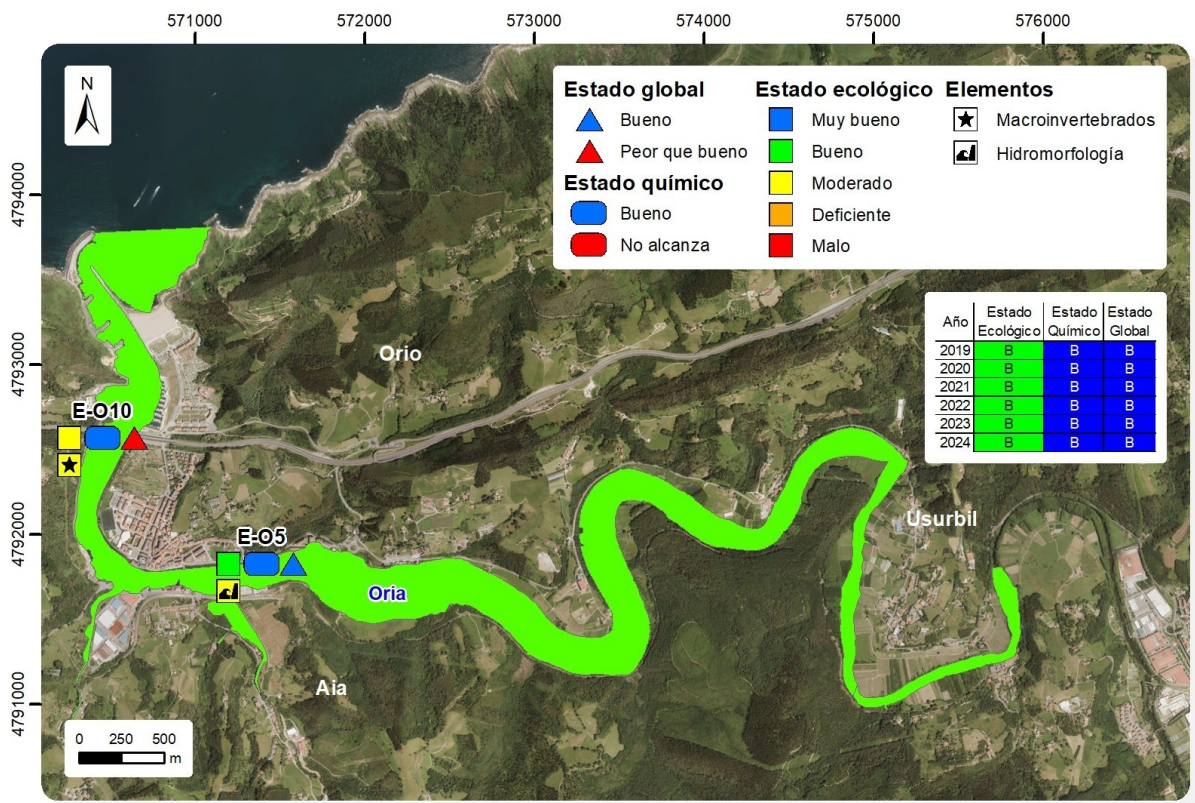 571000 572000 573000 574000 575000 576000
4794000
4793000
4792000
4791000
N
Estado global
Bueno
Peor que bueno
Estado químico
Bueno
No alcanza
Estado ecológico
Muy bueno
Bueno
Moderado
Deficiente
Malo
Elementos
Macroinvertebrados
Hidromorfología
Año Estado Ecológico Estado Químico Estado Global
2019 B B B
2020 B B B
2021 B B B
2022 B B B
2023 B B B
2024 B B B
Orio
E-O10
Usurbil
E-O5
Oria
Aia
0 250 500
m